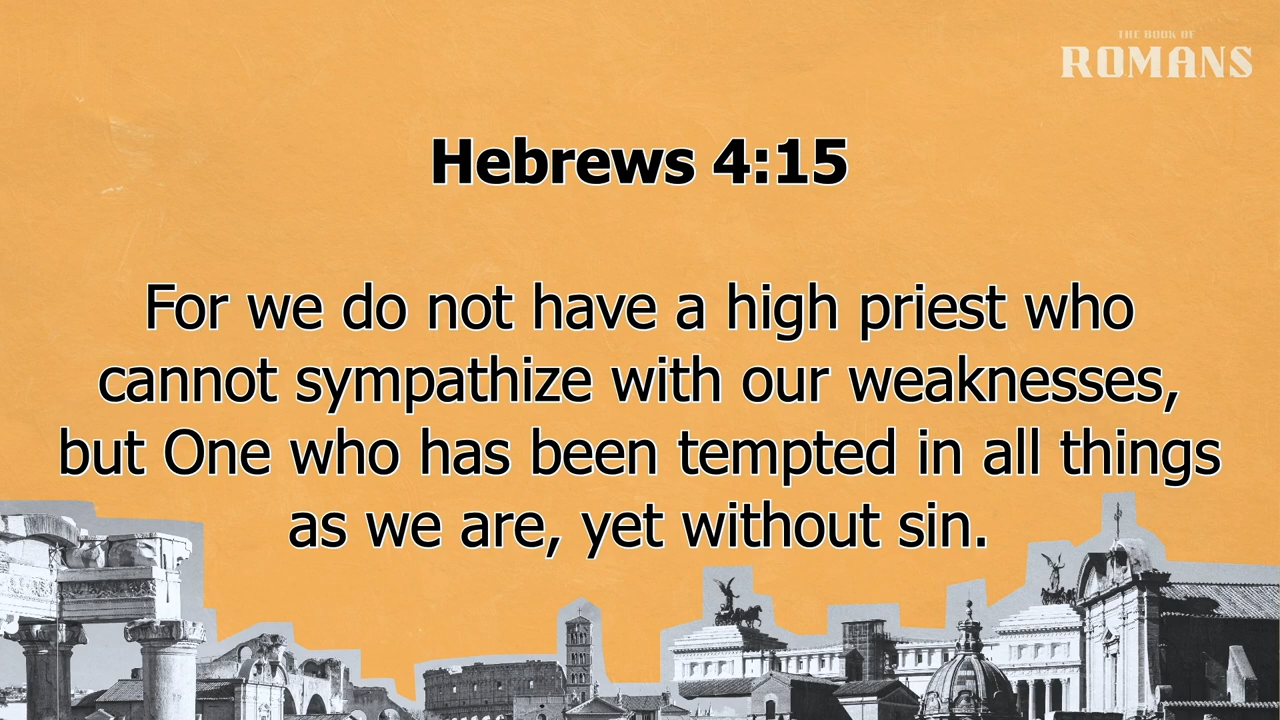 THE BOOK OF
ROMANS
Hebrews 4:15
For we do not have a high priest who
cannot sympathize with our weaknesses,
but One who has been tempted in all things
as we are, yet without sin.